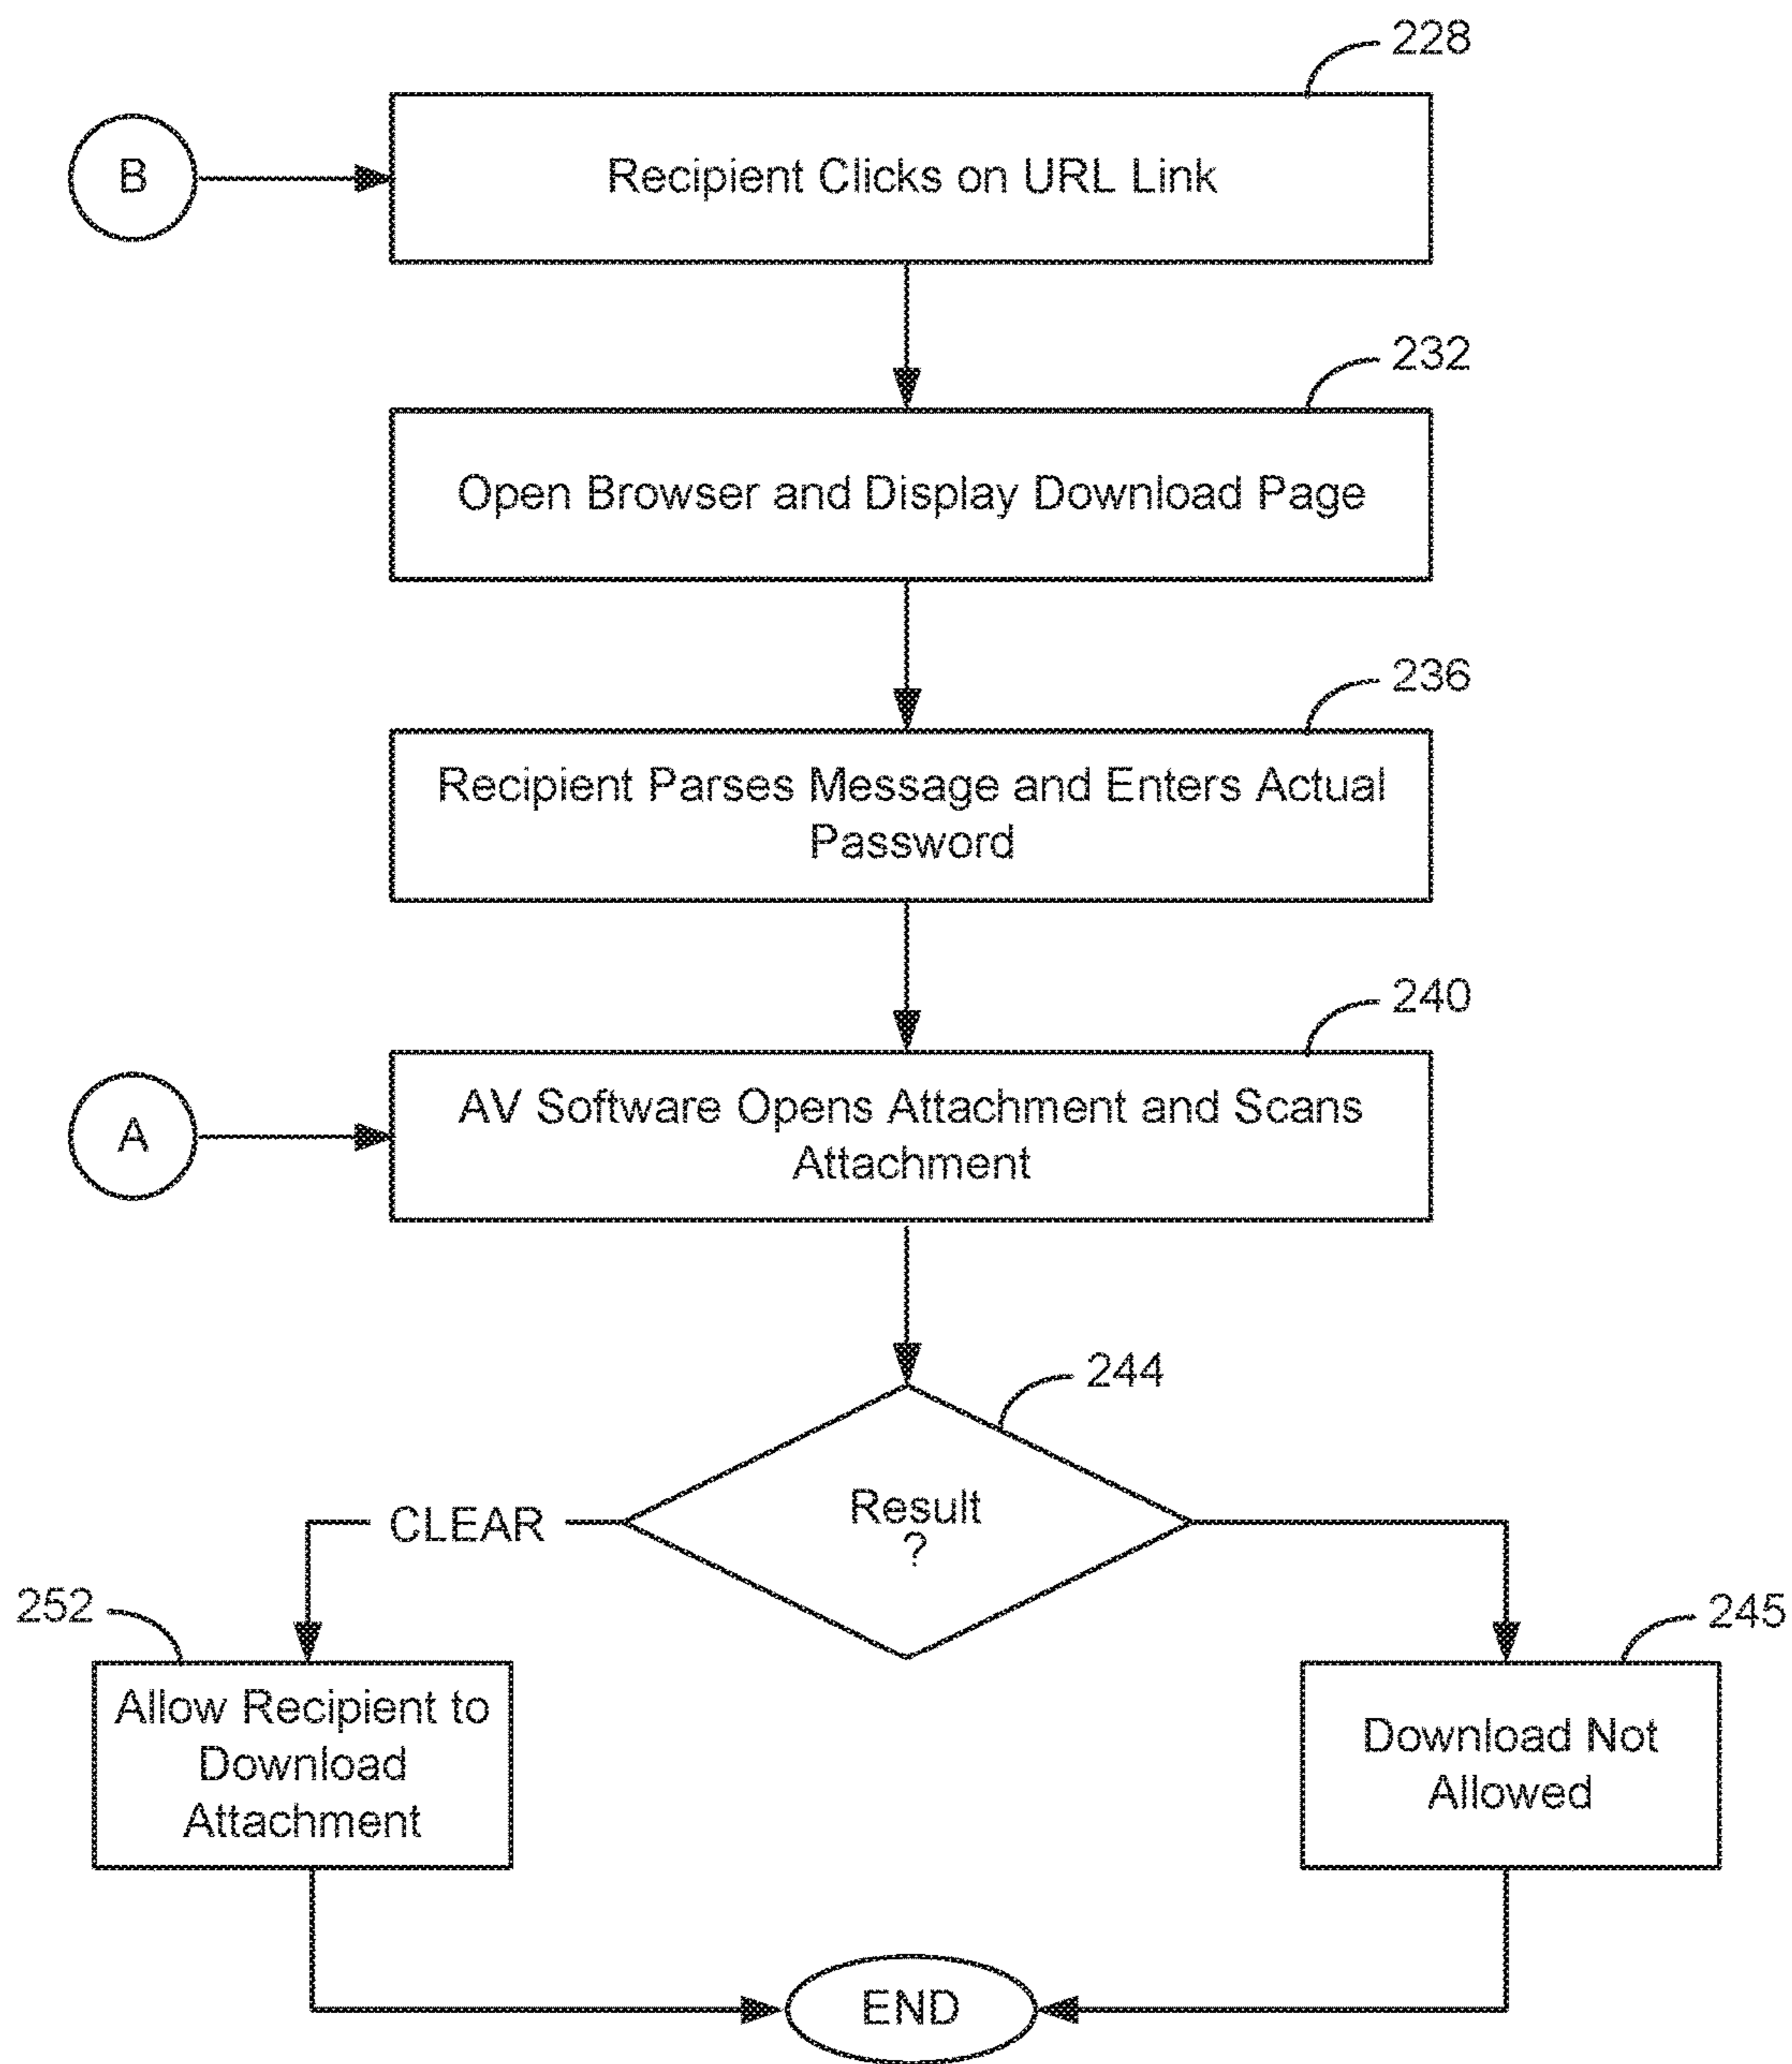 228
B
Recipient Clicks on URL Link
232
Open Browser and Display Download Page
236
Recipient Parses Message and Enters Actual
Password
240
A
AV Software Opens Attachment and Scans
Attachment
244
Result
?
CLEAR
252
245
Allow Recipient to
Download
Attachment
Download Not
Allowed
END